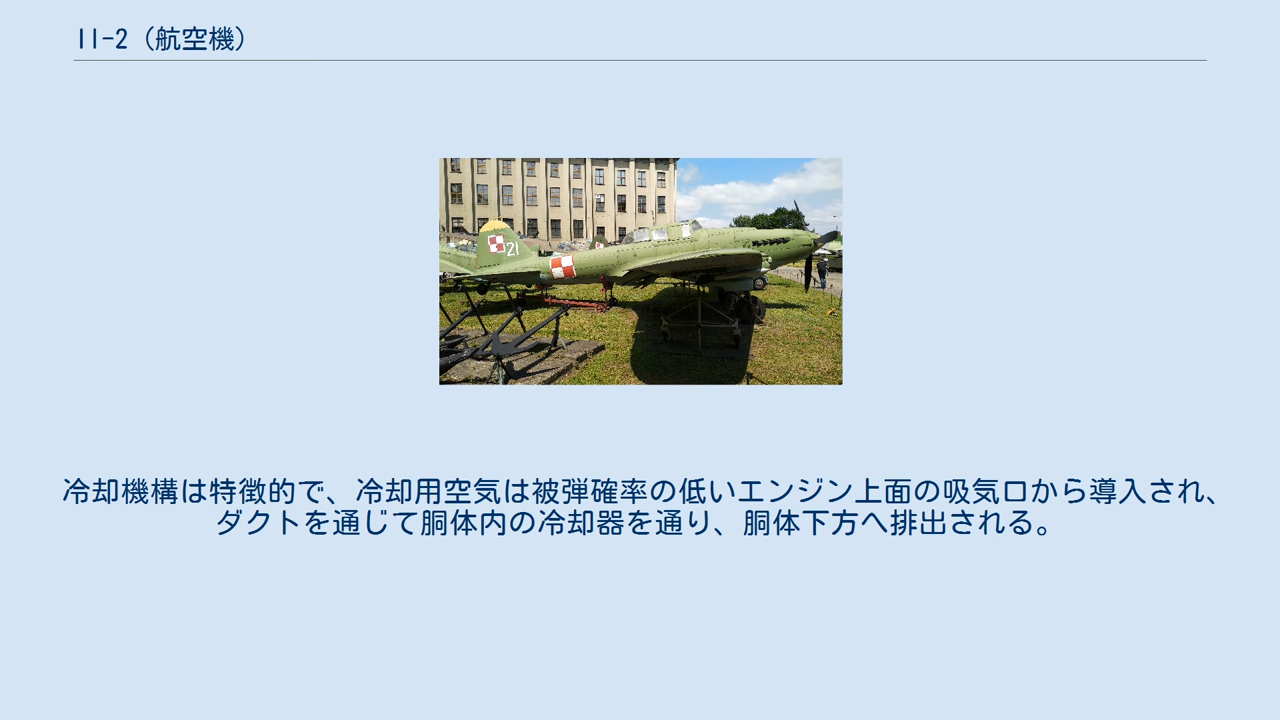 Il-2（航空機）
21
冷却機構は特徴的で、冷却用空気は被弾確率の低いエンジン上面の吸気口から導入され、
ダクトを通じて胴体内の冷却器を通り、胴体下方へ排出される。